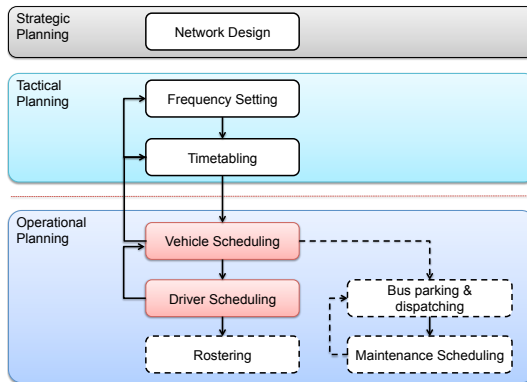 Strategic
Planning
Network Design
Tactical
Planning
Frequency Setting
Timetabling
Operational
Planning
Vehicle Scheduling
Driver Scheduling
Bus parking &
dispatching
Rostering
Maintenance Scheduling